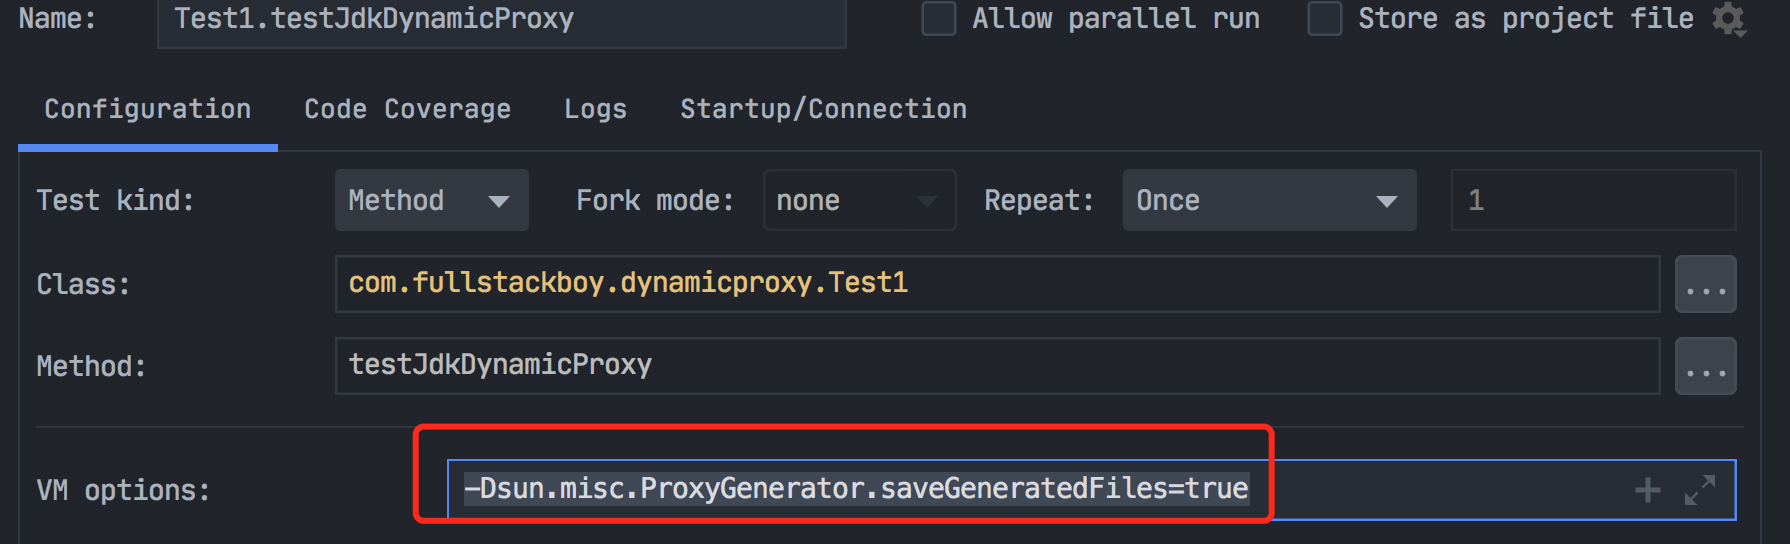 Name: Test1.testJdkDynamicProxy Allow parallel run Store as project file
Configuration Code Coverage Logs Startup/Connection
Test kind: Method Fork mode: none Repeat: Once 1
Class: com.fullstackboy.dynamicproxy.Test1 ...
Method: testJdkDynamicProxy ...
VM options: -Dsun.misc.ProxyGenerator.saveGeneratedFiles=true